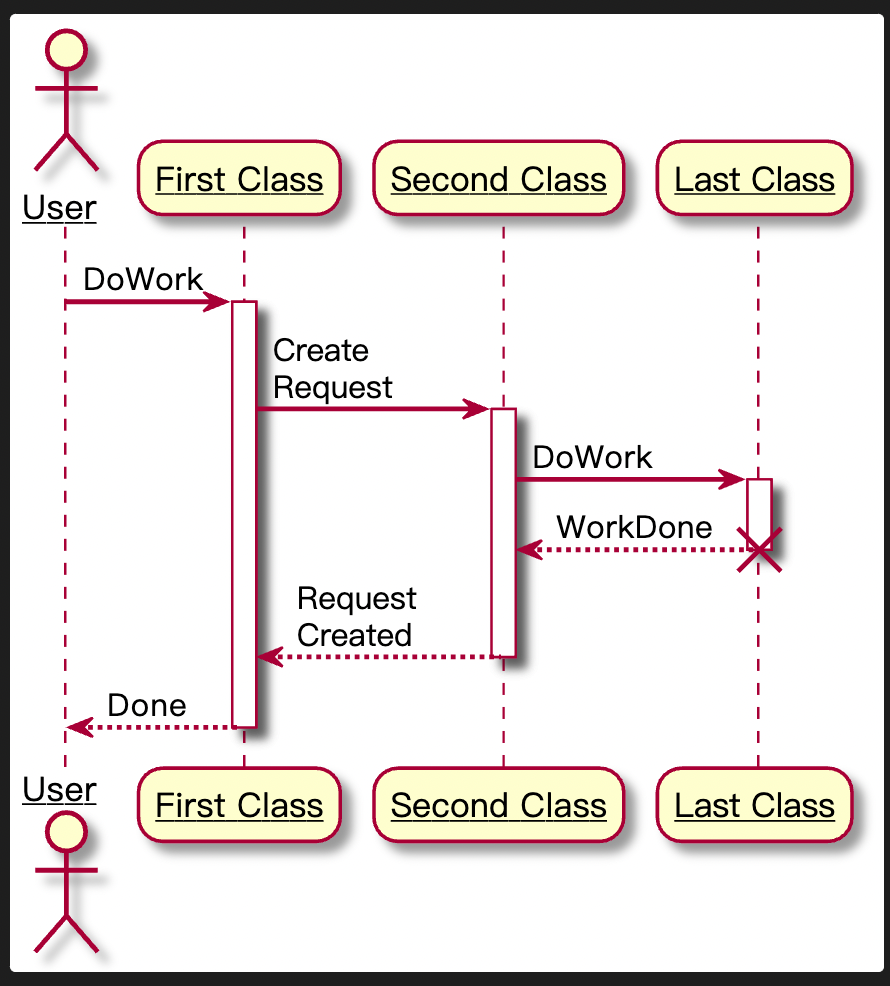 User
First Class
Second Class
Last Class
DoWork
Create
Request
DoWork
WorkDone
Request
Created
Done
User
First Class
Second Class
Last Class